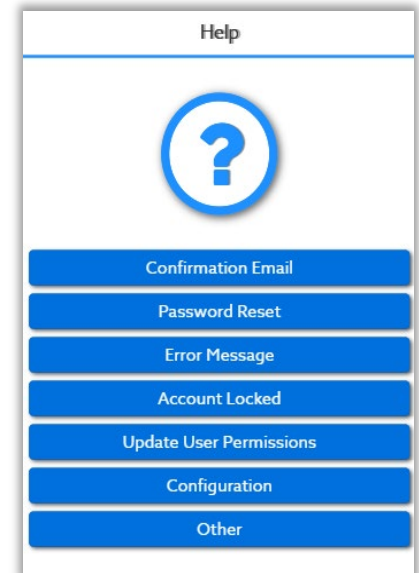 Help
?
Confirmation Email
Password Reset
Error Message
Account Locked
Update User Permissions
Configuration
Other